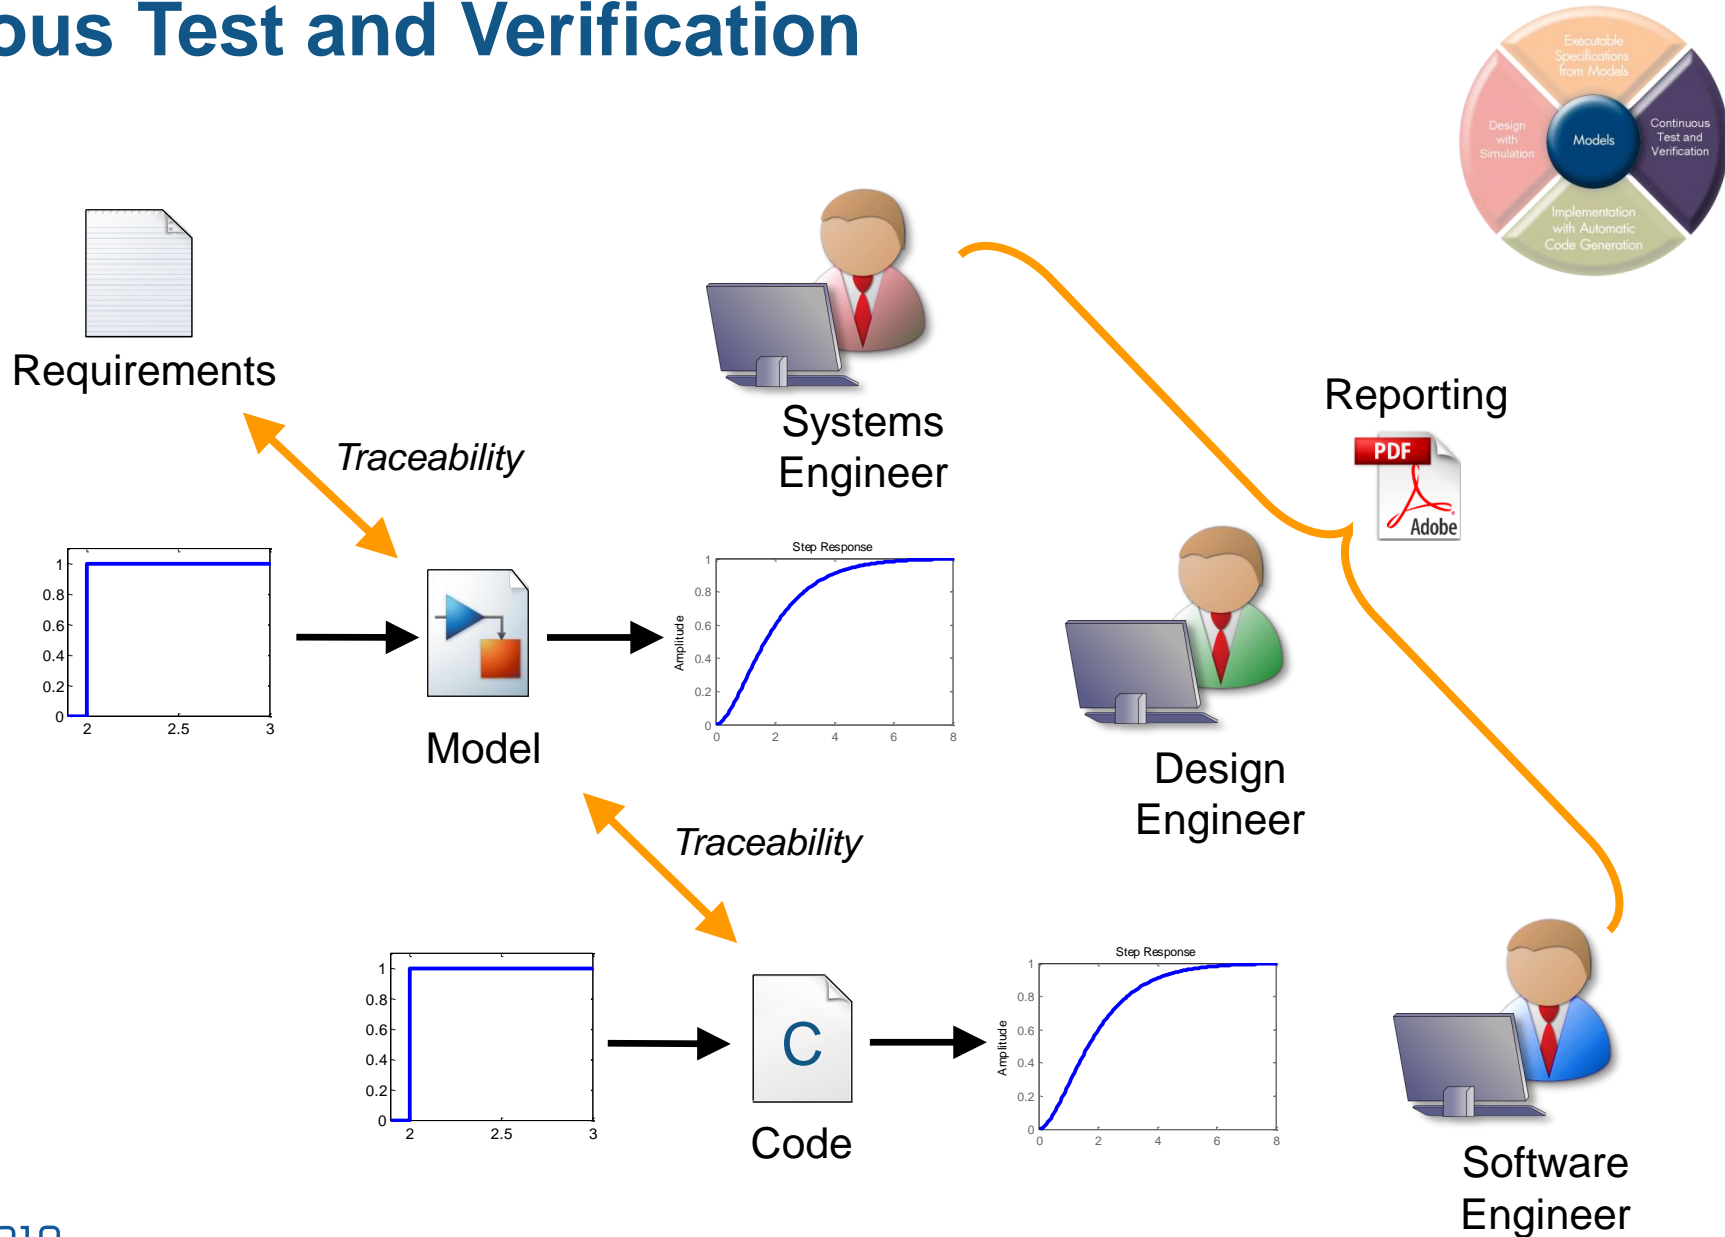 ous Test and Verification
Executable
Specifications
from Models
Design
with
Simulation
Models
Continuous
Test and
Verification
Implementation
with Automatic
Code Generation
Requirements
Traceability
Systems
Engineer
Reporting
PDF
Adobe
1
0.8
0.6
0.4
0.2
0
2
2.5
3
Model
Step Response
Amplitude
1
0.8
0.6
0.4
0.2
0
0
2
4
6
8
Design
Engineer
Traceability
1
0.8
0.6
0.4
0.2
0
2
2.5
3
C
Code
Step Response
Amplitude
1
0.8
0.6
0.4
0.2
0
0
2
4
6
8
Software
Engineer